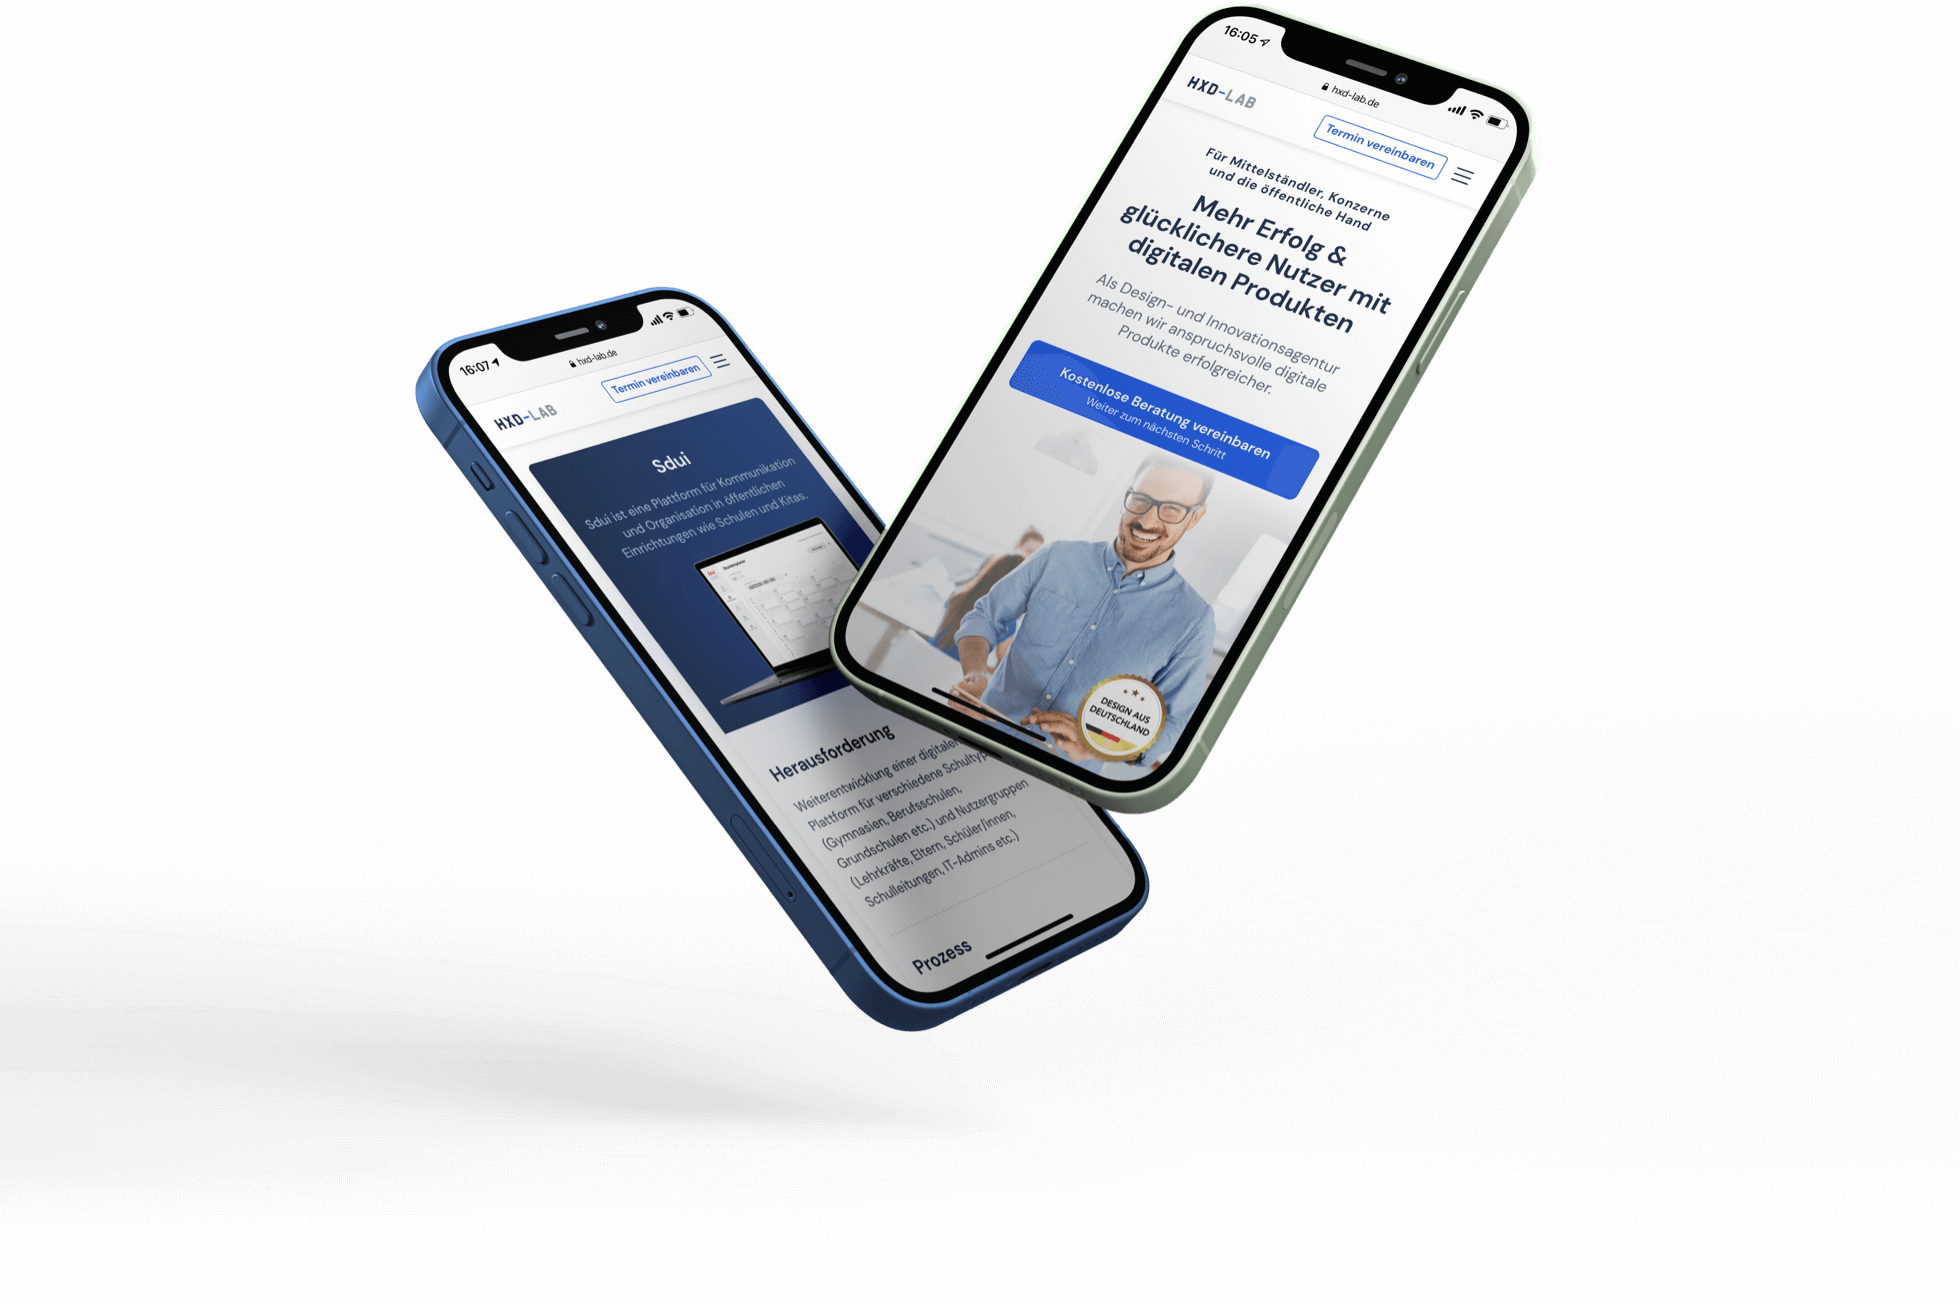 16:07
hxd-lab.de
HXD-LAB
Termin vereinbaren
Sdui
Sdui ist eine Plattform für Kommunikation
und Organisation in öffentlichen
Einrichtungen wie Schulen und Kitas.
Herausforderung
Weiterentwicklung einer digitalen
Plattform für verschiedene Schultyp
(Gymnasien, Berufsschulen,
Grundschulen etc.) und Nutzergruppen
(Lehrkräfte, Eltern, Schüler/innen,
Schulleitungen, IT-Admins etc.)
Prozess
16:05
hxd-lab.de
HXD-LAB
Termin vereinbaren
Für Mittelständler, Konzerne
und die öffentliche Hand
Mehr Erfolg &
glücklichere Nutzer mit
digitalen Produkten
Als Design- und Innovationsagentur
machen wir anspruchsvolle digitale
Produkte erfolgreicher.
Kostenlose Beratung vereinbaren
Weiter zum nächsten Schritt
DESIGN AUS
DEUTSCHLAND